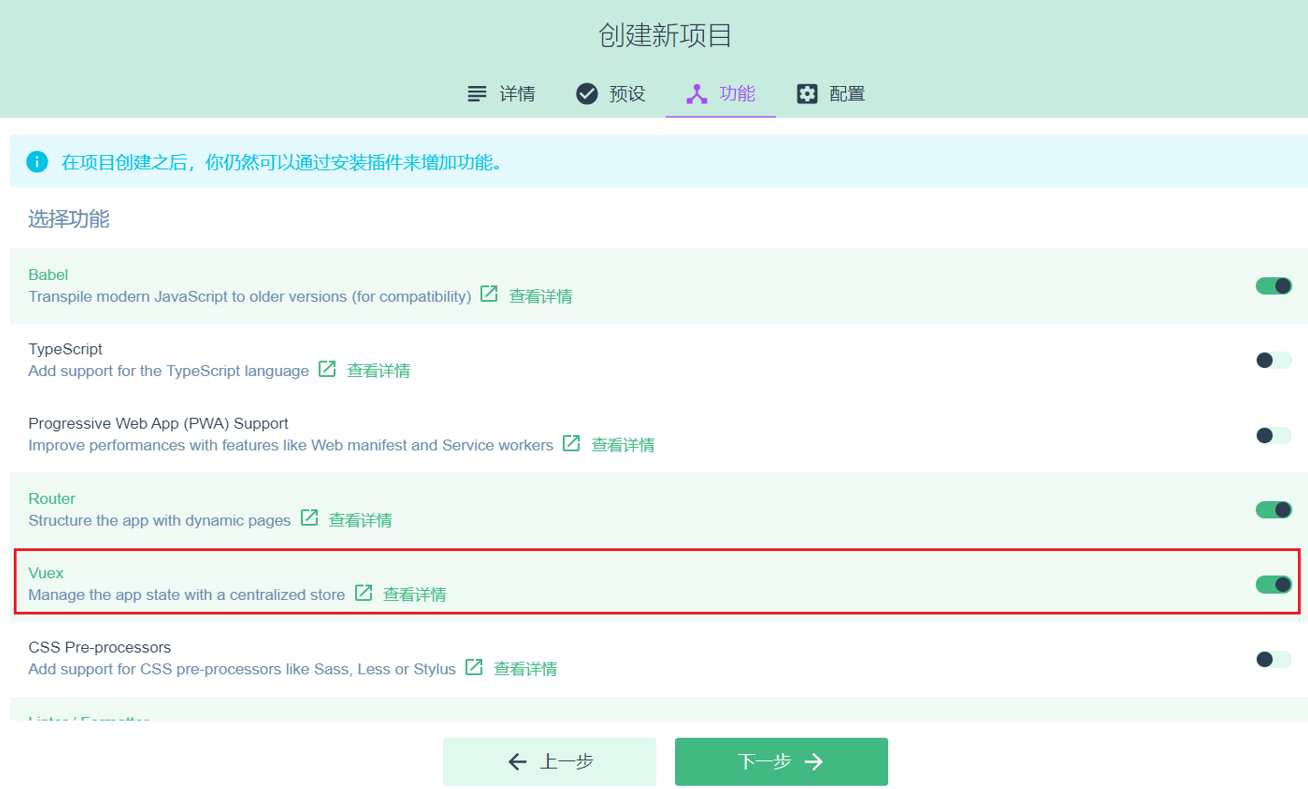 创建新项目
详情 预设 功能 配置
在项目创建之后，你仍然可以通过安装插件来增加功能。
选择功能
Babel
Transpile modern JavaScript to older versions (for compatibility) 查看详情
TypeScript
Add support for the TypeScript language 查看详情
Progressive Web App (PWA) Support
Improve performances with features like Web manifest and Service workers 查看详情
Router
Structure the app with dynamic pages 查看详情
Vuex
Manage the app state with a centralized store 查看详情
CSS Pre-processors
Add support for CSS pre-processors like Sass, Less or Stylus 查看详情
Linter / Formatter
上一步 下一步